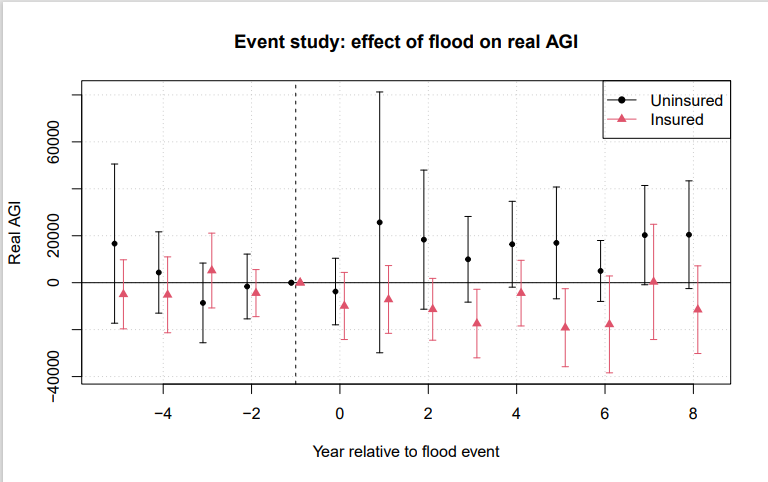 Event study: effect of flood on real AGI
Uninsured
Insured
60000
20000
0
−40000
Real AGI
−4 −2 0 2 4 6 8
Year relative to flood event